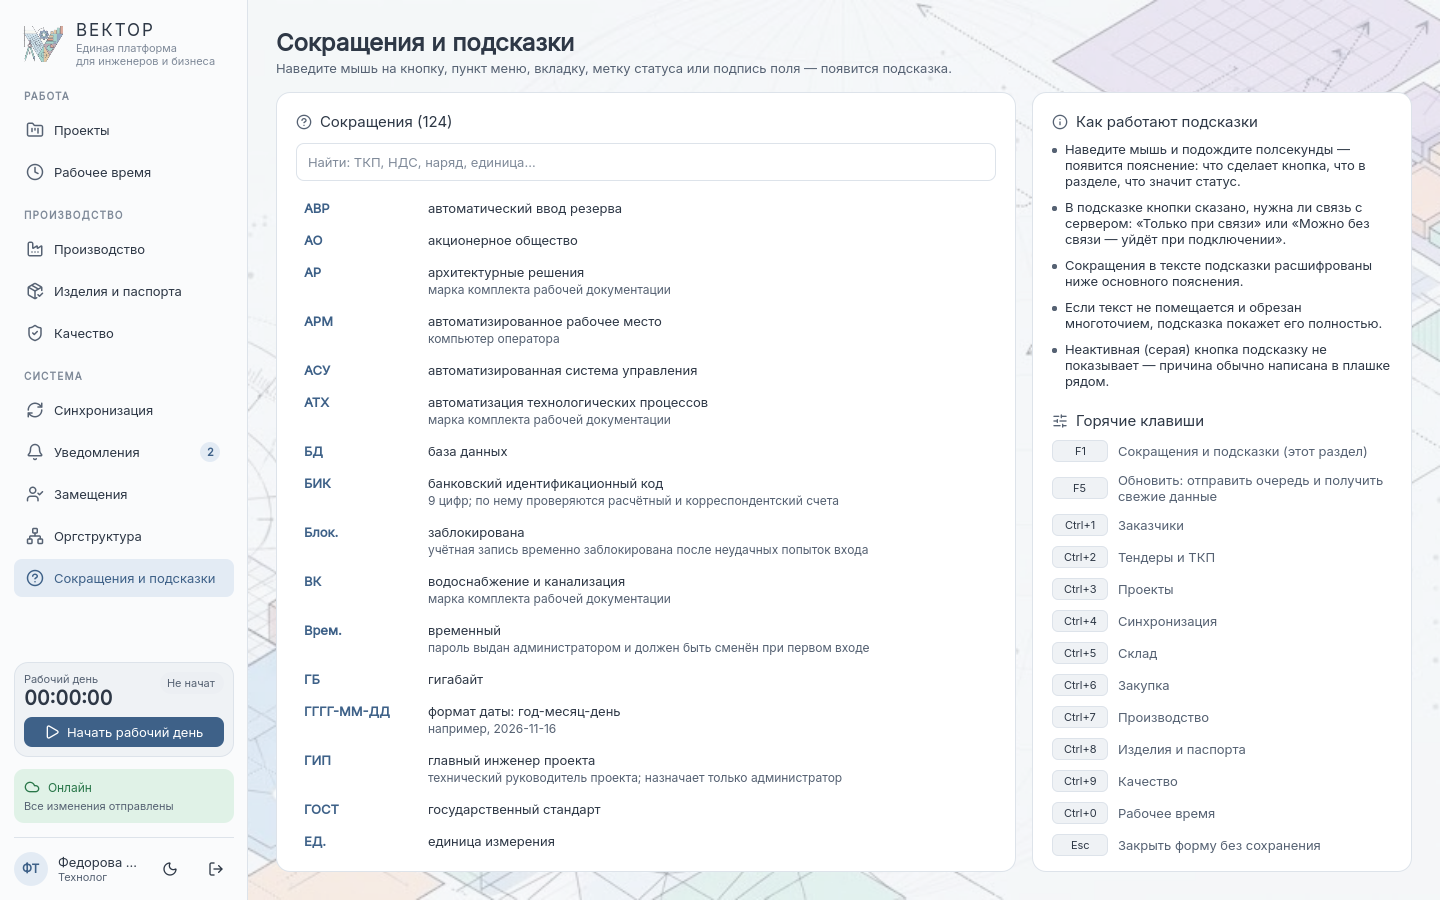 ВЕКТОР
Единая платформа
для инженеров и бизнеса
РАБОТА
Проекты
Рабочее время
ПРОИЗВОДСТВО
Производство
Изделия и паспорта
Качество
СИСТЕМА
Синхронизация
Уведомления 2
Замещения
Оргструктура
Сокращения и подсказки
Рабочий день
Не начат
00:00:00
Начать рабочий день
Онлайн
Все изменения отправлены
ФТ
Федорова ...
Технолог
Сокращения и подсказки
Наведите мышь на кнопку, пункт меню, вкладку, метку статуса или подпись поля — появится подсказка.
Сокращения (124)
Найти: ТКП, НДС, наряд, единица...
АВР автоматический ввод резерва
АО акционерное общество
АР архитектурные решения
марка комплекта рабочей документации
АРМ автоматизированное рабочее место
компьютер оператора
АСУ автоматизированная система управления
АТХ автоматизация технологических процессов
марка комплекта рабочей документации
БД база данных
БИК банковский идентификационный код
9 цифр; по нему проверяются расчётный и корреспондентский счета
Блок. заблокирована
учётная запись временно заблокирована после неудачных попыток входа
ВК водоснабжение и канализация
марка комплекта рабочей документации
Врем. временный
пароль выдан администратором и должен быть сменён при первом входе
ГБ гигабайт
ГГГГ-ММ-ДД формат даты: год-месяц-день
например, 2026-11-16
ГИП главный инженер проекта
технический руководитель проекта; назначает только администратор
ГОСТ государственный стандарт
ЕД. единица измерения
Как работают подсказки
Наведите мышь и подождите полсекунды —
появится пояснение: что сделает кнопка, что в
разделе, что значит статус.
В подсказке кнопки сказано, нужна ли связь с
сервером: «Только при связи» или «Можно без
связи — уйдёт при подключении».
Сокращения в тексте подсказки расшифрованы
ниже основного пояснения.
Если текст не помещается и обрезан
многоточием, подсказка покажет его полностью.
Неактивная (серая) кнопка подсказку не
показывает — причина обычно написана в плашке
рядом.
Горячие клавиши
F1 Сокращения и подсказки (этот раздел)
F5 Обновить: отправить очередь и получить
свежие данные
Ctrl+1 Заказчики
Ctrl+2 Тендеры и ТКП
Ctrl+3 Проекты
Ctrl+4 Синхронизация
Ctrl+5 Склад
Ctrl+6 Закупка
Ctrl+7 Производство
Ctrl+8 Изделия и паспорта
Ctrl+9 Качество
Ctrl+0 Рабочее время
Esc Закрыть форму без сохранения